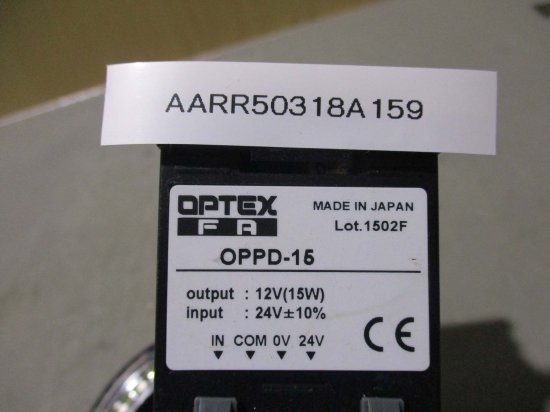 AARR50318A159
OPTEX
FA
MADE IN JAPAN
Lot.1502F
OPPD-15
output : 12V(15W)
input : 24V±10%
IN COM 0V 24V
CE